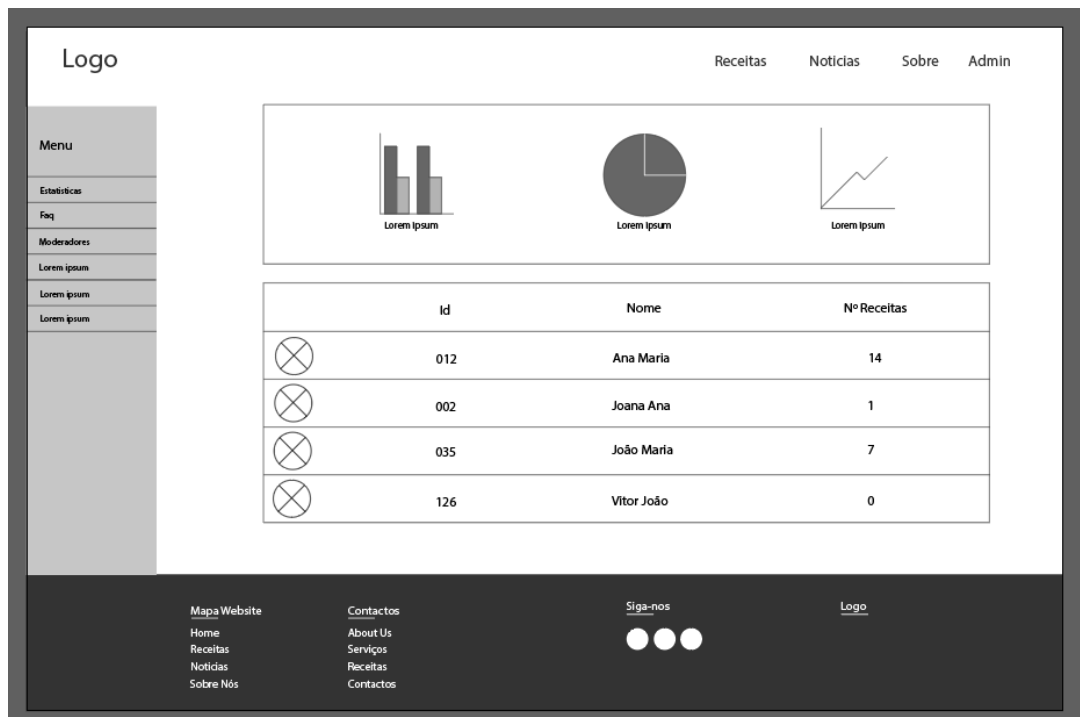 Logo
Receitas Noticias Sobre Admin
Menu
Estatisticas
Faq
Moderadores
Lorem ipsum
Lorem ipsum
Lorem ipsum
Lorem Ipsum Lorem Ipsum Lorem Ipsum
Id Nome Nº Receitas
012 Ana Maria 14
002 Joana Ana 1
035 João Maria 7
126 Vitor João 0
Mapa Website
Home
Receitas
Noticias
Sobre Nós
Contactos
About Us
Serviços
Receitas
Contactos
Siga-nos
Logo